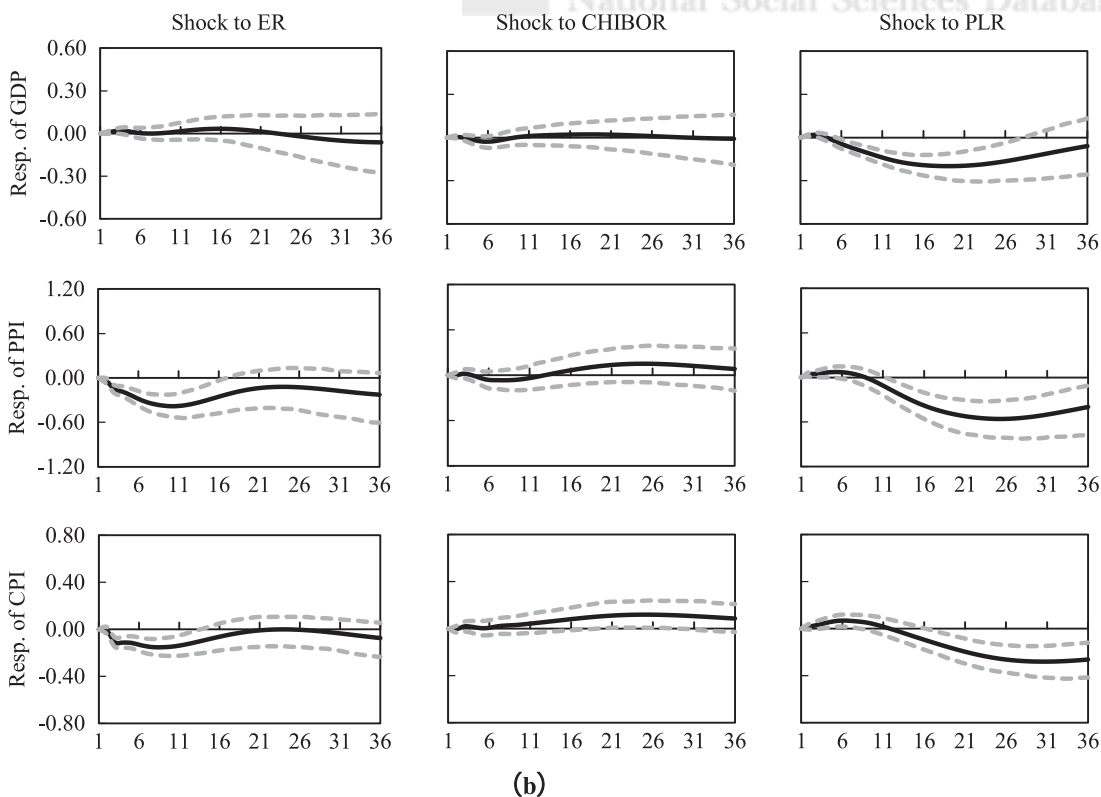 National Social Sciences Databas
Shock to ER Shock to CHIBOR Shock to PLR
Resp. of GDP
0.60
0.30
0.00
-0.30
-0.60
1 6 11 16 21 26 31 36 1 6 11 16 21 26 31 36 1 6 11 16 21 26 31 36
Resp. of PPI
1.20
0.60
0.00
-0.60
-1.20
1 6 11 16 21 26 31 36 1 6 11 16 21 26 31 36 1 6 11 16 21 26 31 36
Resp. of CPI
0.80
0.40
0.00
-0.40
-0.80
1 6 11 16 21 26 31 36 1 6 11 16 21 26 31 36 1 6 11 16 21 26 31 36
(b)